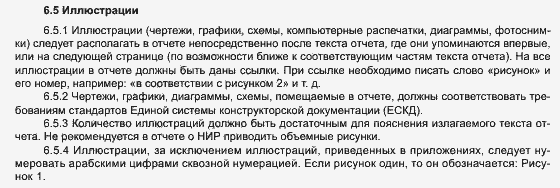 6.5 Иллюстрации
6.5.1 Иллюстрации (чертежи, графики, схемы, компьютерные распечатки, диаграммы, фотосним-
ки) следует располагать в отчете непосредственно после текста отчета, где они упоминаются впервые,
или на следующей странице (по возможности ближе к соответствующим частям текста отчета). На все
иллюстрации в отчете должны быть даны ссылки. При ссылке необходимо писать слово «рисунок» и
его номер, например: «в соответствии с рисунком 2» и т. д.
6.5.2 Чертежи, графики, диаграммы, схемы, помещаемые в отчете, должны соответствовать тре-
бованиям стандартов Единой системы конструкторской документации (ЕСКД).
6.5.3 Количество иллюстраций должно быть достаточным для пояснения излагаемого текста от-
чета. Не рекомендуется в отчете о НИР приводить объемные рисунки.
6.5.4 Иллюстрации, за исключением иллюстраций, приведенных в приложениях, следует ну-
меровать арабскими цифрами сквозной нумерацией. Если рисунок один, то он обозначается: Рису-
нок 1.